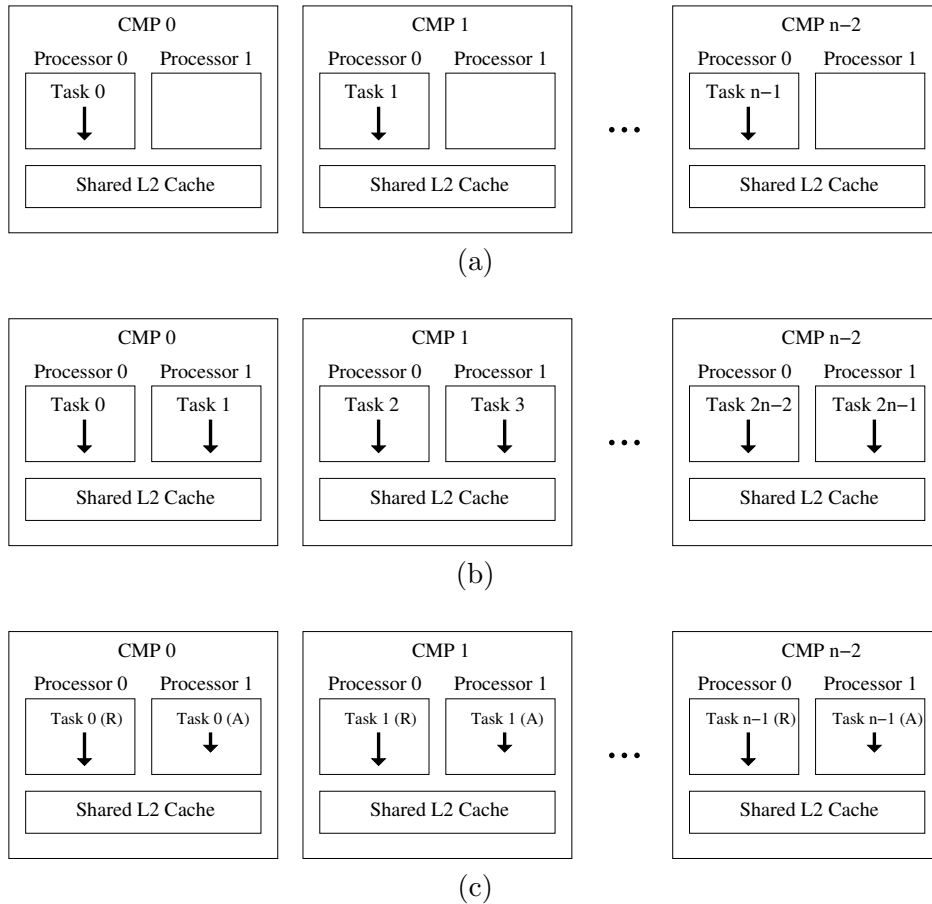 CMP 0 CMP 1 CMP n−2
Processor 0 Processor 1 Processor 0 Processor 1 Processor 0 Processor 1
Task 0 Task 1 Task n−1
...
Shared L2 Cache Shared L2 Cache Shared L2 Cache
(a)
CMP 0 CMP 1 CMP n−2
Processor 0 Processor 1 Processor 0 Processor 1 Processor 0 Processor 1
Task 0 Task 1 Task 2 Task 3 Task 2n−2 Task 2n−1
...
Shared L2 Cache Shared L2 Cache Shared L2 Cache
(b)
CMP 0 CMP 1 CMP n−2
Processor 0 Processor 1 Processor 0 Processor 1 Processor 0 Processor 1
Task 0 (R) Task 0 (A) Task 1 (R) Task 1 (A) Task n−1 (R) Task n−1 (A)
...
Shared L2 Cache Shared L2 Cache Shared L2 Cache
(c)